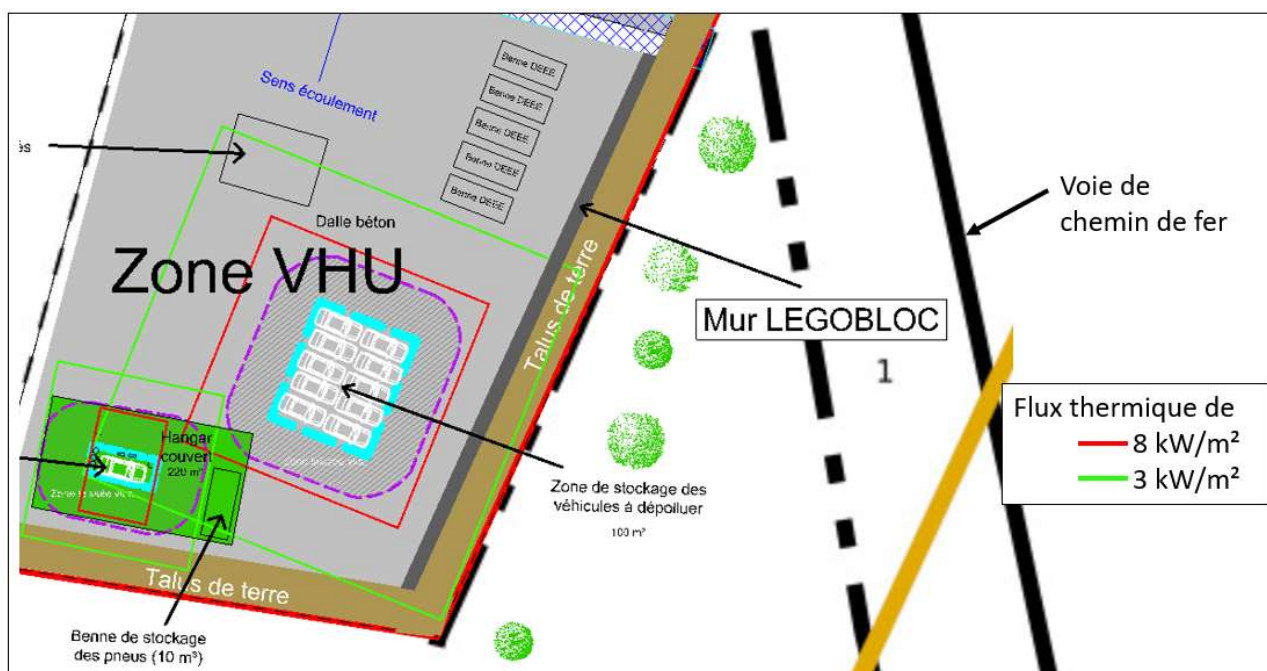 Sens écoulement
Benne DEEE
Benne DEEE
Benne DEEE
Benne DEEE
Benne DEEE
és
Dalle béton
Zone VHU
Talus de terre
Mur LEGOBLOC
Voie de
chemin de fer
1
Flux thermique de
8 kW/m²
3 kW/m²
Hangar
couvert
220 m²
Zone de stockage des
véhicules à dépolluer
100 m²
Talus de terre
Benne de stockage
des pneus (10 m³)